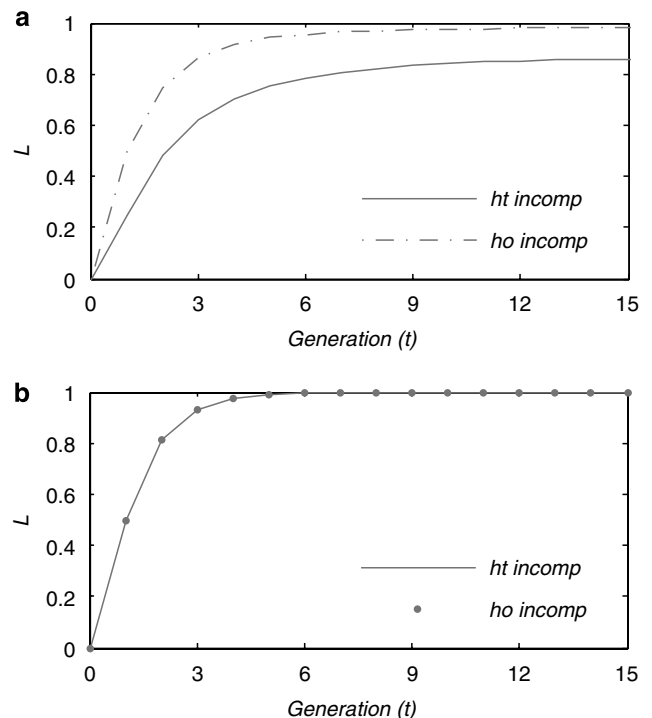 a
1
0.8
0.6
0.4
0.2
0
L
ht incomp
ho incomp
0 3 6 9 12 15
Generation (t)
b
1
0.8
0.6
0.4
0.2
0
L
ht incomp
ho incomp
0 3 6 9 12 15
Generation (t)